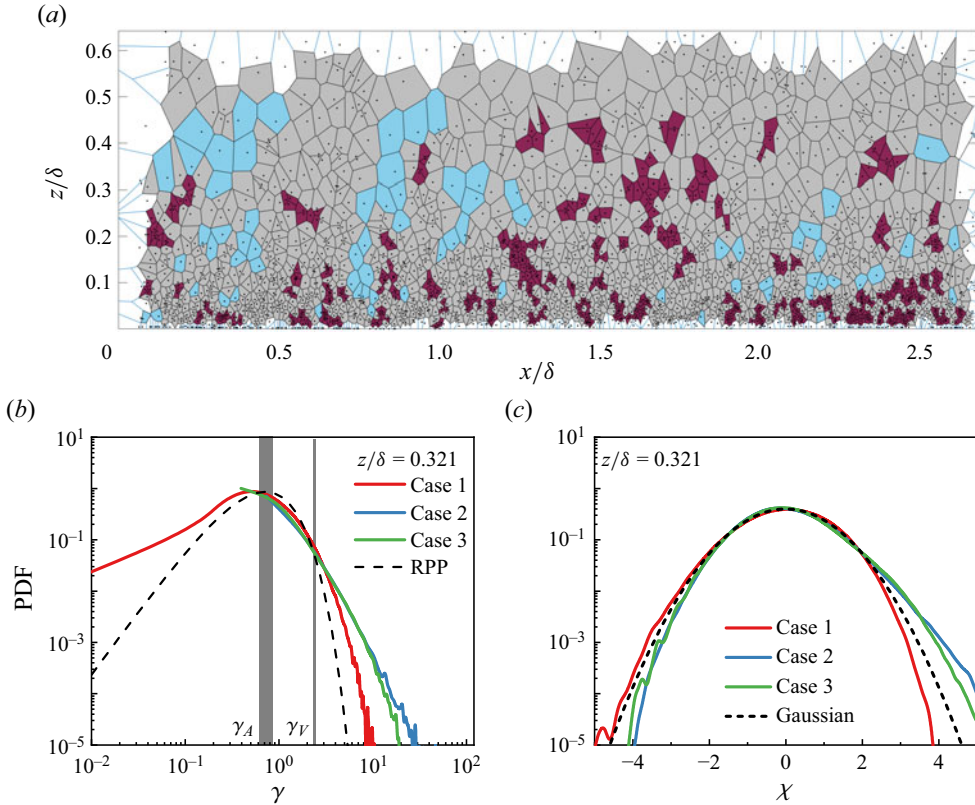 (a)
0.6
0.5
0.4
z/δ
0.3
0.2
0.1
0 0.5 1.0 1.5 2.0 2.5
x/δ
(b)
10^1
10^-1
PDF
10^-3
10^-5
z/δ = 0.321
Case 1
Case 2
Case 3
RPP
γ_A γ_V
10^-2 10^-1 10^0 10^1 10^2
γ
(c)
10^1
10^-1
10^-3
10^-5
z/δ = 0.321
Case 1
Case 2
Case 3
Gaussian
−4 −2 0 2 4
χ